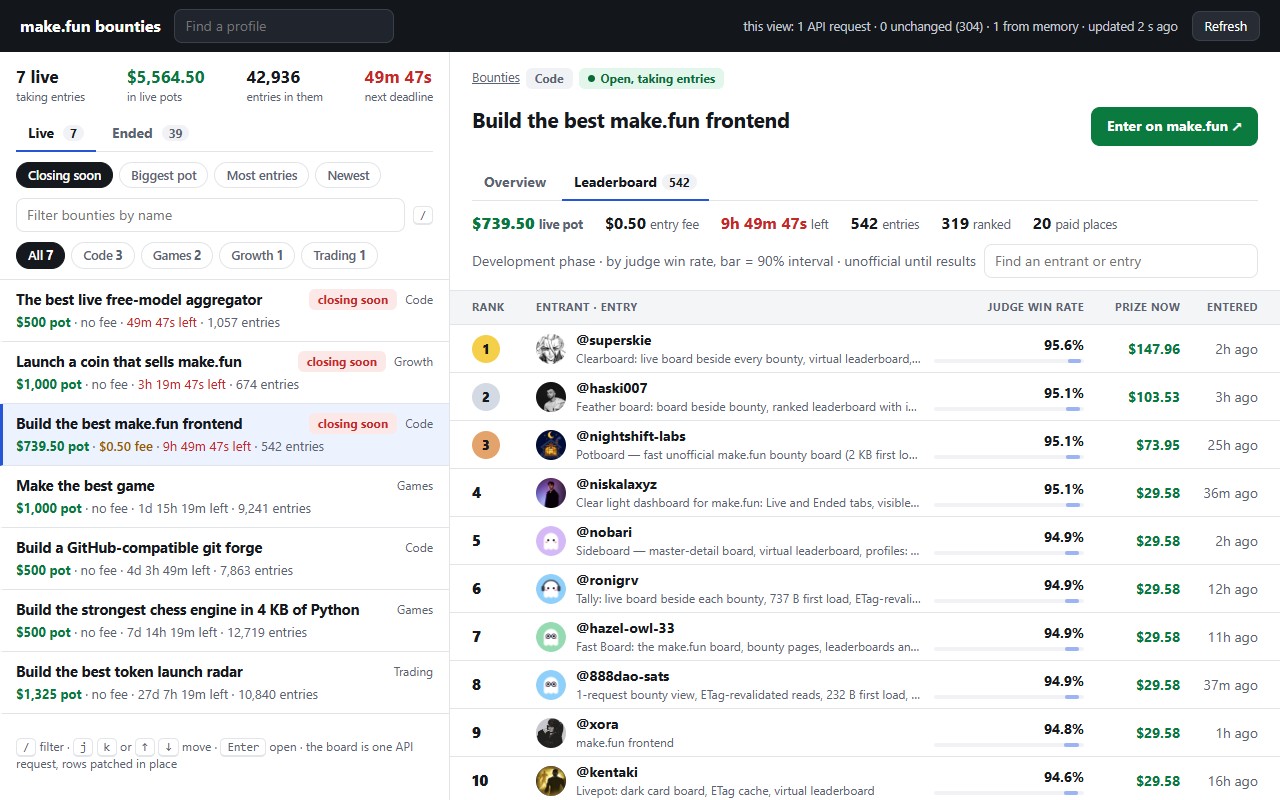 make.fun bounties
Find a profile
this view: 1 API request · 0 unchanged (304) · 1 from memory · updated 2 s ago
Refresh
7 live
taking entries
$5,564.50
in live pots
42,936
entries in them
49m 47s
next deadline
Live 7
Ended 39
Closing soon
Biggest pot
Most entries
Newest
Filter bounties by name
/
All 7
Code 3
Games 2
Growth 1
Trading 1
The best live free-model aggregator closing soon Code
$500 pot · no fee · 49m 47s left · 1,057 entries
Launch a coin that sells make.fun closing soon Growth
$1,000 pot · no fee · 3h 19m 47s left · 674 entries
Build the best make.fun frontend closing soon Code
$739.50 pot · $0.50 fee · 9h 49m 47s left · 542 entries
Make the best game Games
$1,000 pot · no fee · 1d 15h 19m left · 9,241 entries
Build a GitHub-compatible git forge Code
$500 pot · no fee · 4d 3h 49m left · 7,863 entries
Build the strongest chess engine in 4 KB of Python Games
$500 pot · no fee · 7d 14h 19m left · 12,719 entries
Build the best token launch radar Trading
$1,325 pot · no fee · 27d 7h 19m left · 10,840 entries
/ filter · j k or ↑ ↓ move · Enter open · the board is one API
request, rows patched in place
Bounties Code Open, taking entries
Build the best make.fun frontend
Enter on make.fun ↗
Overview
Leaderboard 542
$739.50 live pot $0.50 entry fee 9h 49m 47s left 542 entries 319 ranked 20 paid places
Development phase · by judge win rate, bar = 90% interval · unofficial until results
Find an entrant or entry
RANK ENTRANT · ENTRY JUDGE WIN RATE PRIZE NOW ENTERED
1 @superskie 95.6% $147.96 2h ago
Clearboard: live board beside every bounty, virtual leaderboard,...
2 @haski007 95.1% $103.53 3h ago
Feather board: board beside bounty, ranked leaderboard with i...
3 @nightshift-labs 95.1% $73.95 25h ago
Potboard — fast unofficial make.fun bounty board (2 KB first lo...
4 @niskalaxyz 95.1% $29.58 36m ago
Clear light dashboard for make.fun: Live and Ended tabs, visible...
5 @nobari 94.9% $29.58 2h ago
Sideboard — master-detail board, virtual leaderboard, profiles: ...
6 @ronigrv 94.9% $29.58 12h ago
Tally: live board beside each bounty, 737 B first load, ETag-revali...
7 @hazel-owl-33 94.9% $29.58 11h ago
Fast Board: the make.fun board, bounty pages, leaderboards an...
8 @888dao-sats 94.9% $29.58 37m ago
1-request bounty view, ETag-revalidated reads, 232 B first load, ...
9 @xora 94.8% $29.58 1h ago
make.fun frontend
10 @kentaki 94.6% $29.58 16h ago
Livepot: dark card board, ETag cache, virtual leaderboard